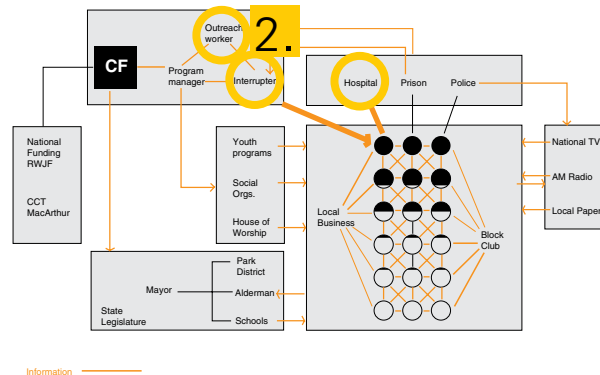 Outreach
worker
2.
CF
Program
manager
Interrupter
Hospital
Prison
Police
National
Funding
RWJF
CCT
MacArthur
Youth
programs
Social
Orgs.
House of
Worship
Local
Business
Block
Club
National TV
AM Radio
Local Paper
Park
District
Mayor
Alderman
State
Legislature
Schools
Information